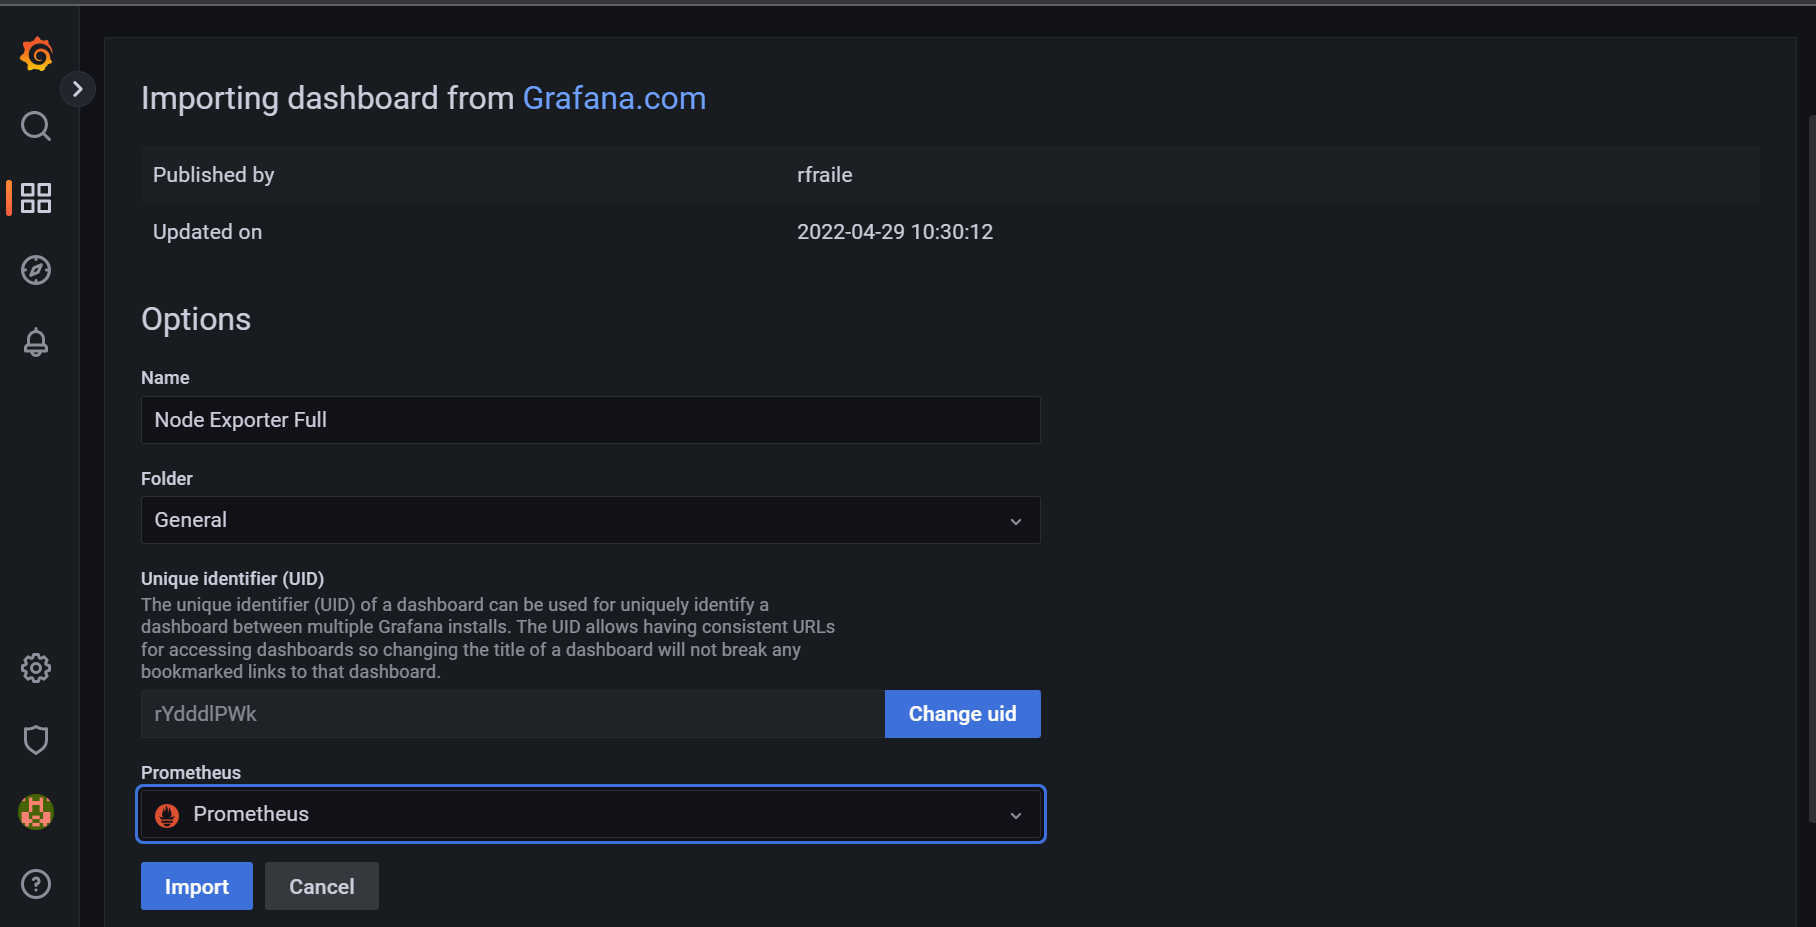 Importing dashboard from Grafana.com
Published by rfraile
Updated on 2022-04-29 10:30:12
Options
Name
Node Exporter Full
Folder
General
Unique identifier (UID)
The unique identifier (UID) of a dashboard can be used for uniquely identify a
dashboard between multiple Grafana installs. The UID allows having consistent URLs
for accessing dashboards so changing the title of a dashboard will not break any
bookmarked links to that dashboard.
rYdddlPWk Change uid
Prometheus
Prometheus
Import Cancel